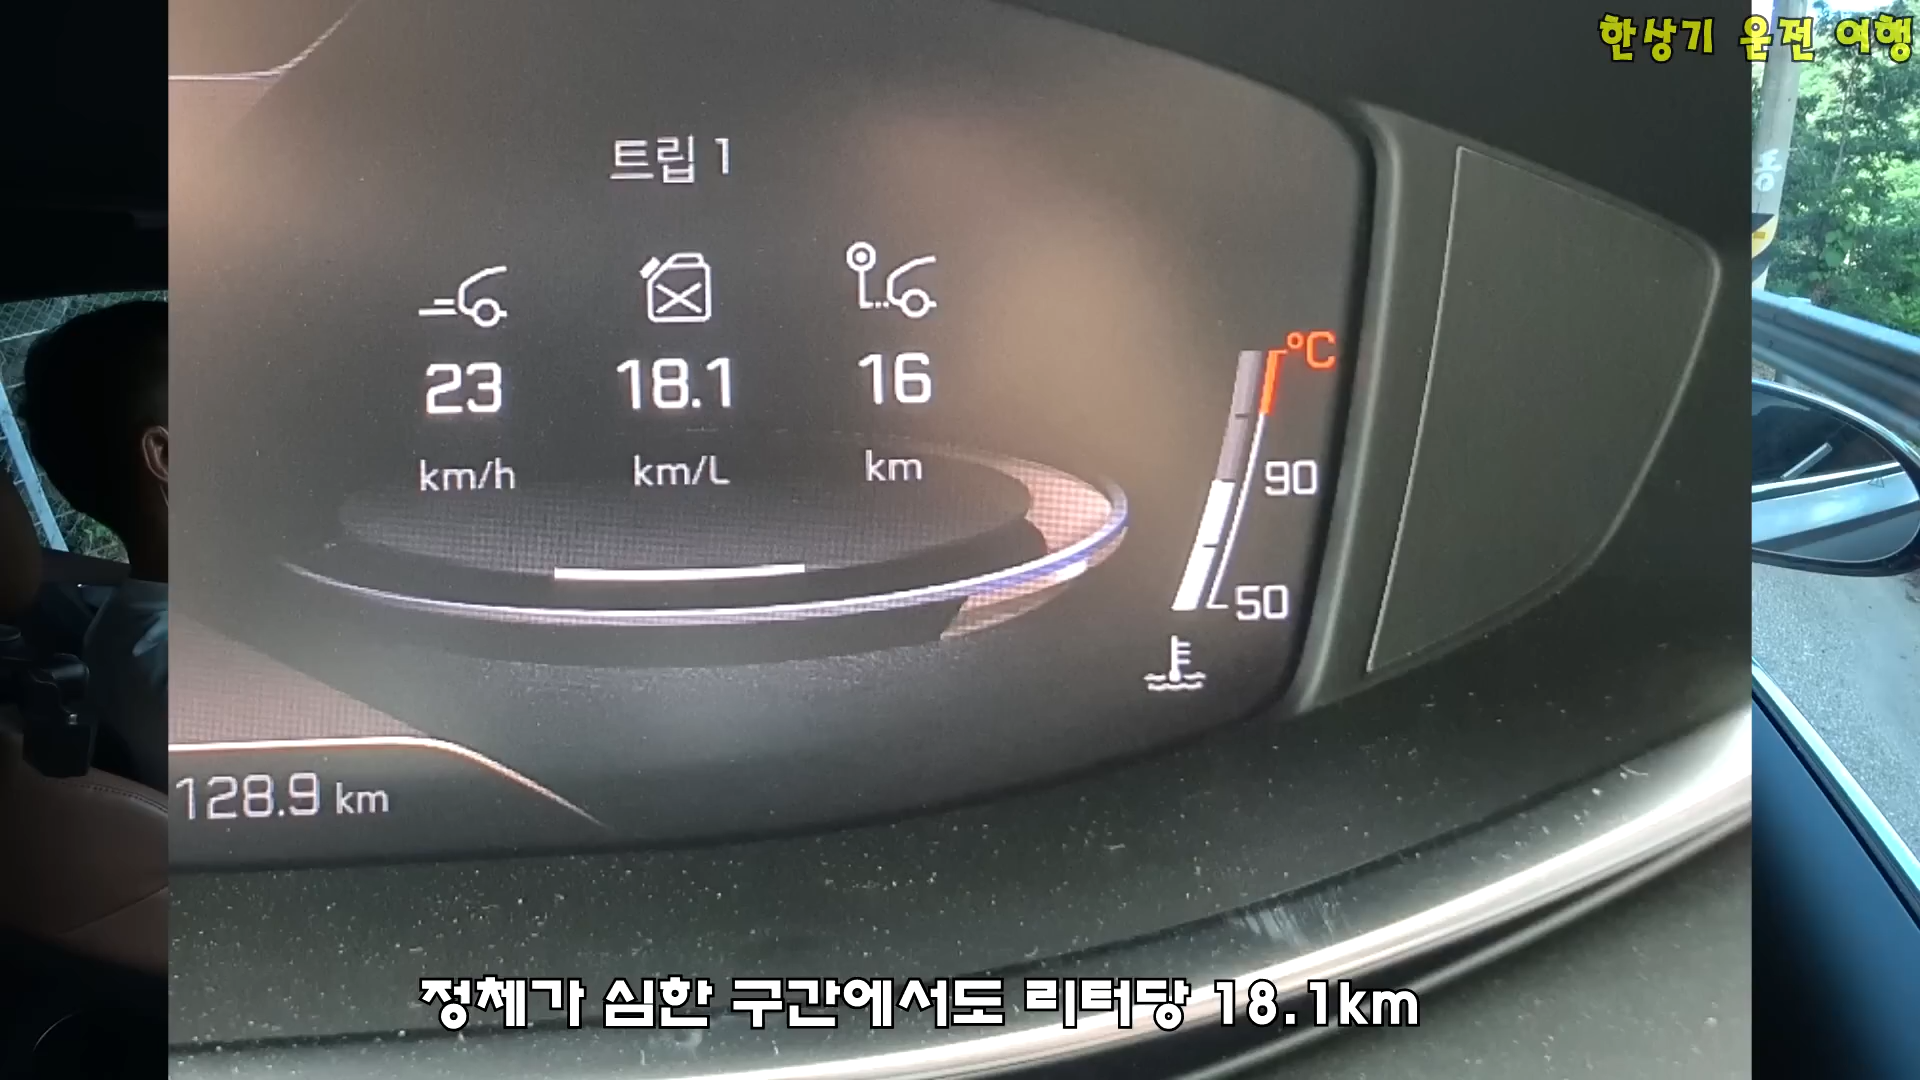 한상기 운전 여행
트립 1
23 18.1 16
km/h km/L km
°C
90
50
128.9 km
정체가 심한 구간에서도 리터당 18.1km